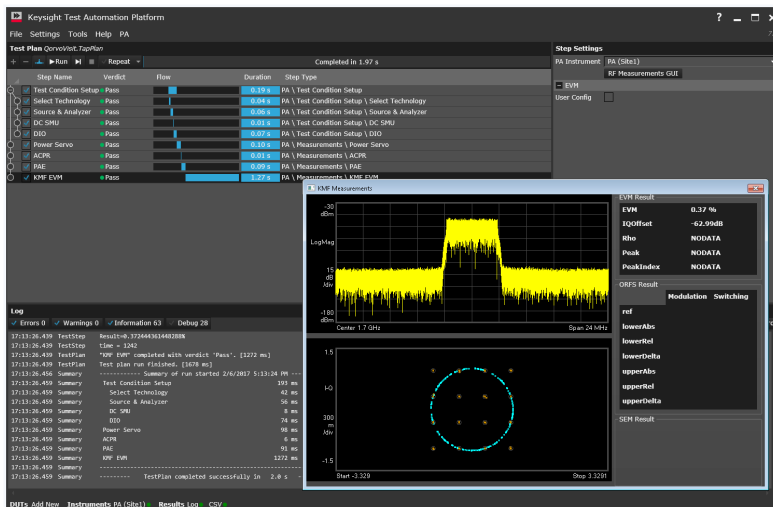 Keysight Test Automation Platform
File Settings Tools Help PA
Test Plan QorvoVisit.TapPlan
Run Repeat Completed in 1.97 s
Step Name Verdict Flow Duration Step Type
Test Condition Setup Pass 0.19 s PA \ Test Condition Setup
Select Technology Pass 0.04 s PA \ Test Condition Setup \ Select Technology
Source & Analyzer Pass 0.06 s PA \ Test Condition Setup \ Source & Analyzer
DC SMU Pass 0.01 s PA \ Test Condition Setup \ DC SMU
DIO Pass 0.07 s PA \ Test Condition Setup \ DIO
Power Servo Pass 0.10 s PA \ Measurements \ Power Servo
ACPR Pass 0.01 s PA \ Measurements \ ACPR
PAE Pass 0.09 s PA \ Measurements \ PAE
KMF EVM Pass 1.27 s PA \ Measurements \ KMF EVM
Step Settings
PA Instrument PA (Site1)
RF Measurements GUI
EVM
User Config
KMF Measurements
-30
dBm
LogMag
15
dB
/div
-180
dBm
Center 1.7 GHz Span 24 MHz
1.5
I-Q
300
m
/div
-1.5
Start -3.329 Stop 3.3291
EVM Result
EVM 0.37 %
IQOffset -62.99dB
Rho NODATA
Peak NODATA
PeakIndex NODATA
ORFS Result
Modulation Switching
ref
lowerAbs
lowerRel
lowerDelta
upperAbs
upperRel
upperDelta
SEM Result
Log
Errors 0 Warnings 0 Information 63 Debug 28
17:13:26.439 TestStep Result=0.372444361448288%
17:13:26.439 TestStep time = 1242
17:13:26.439 TestPlan "KMF EVM" completed with verdict 'Pass'. [1272 ms]
17:13:26.439 TestPlan Test plan run finished. [1678 ms]
17:13:26.456 Summary ----------- Summary of run started 2/6/2017 5:13:24 PM ---
17:13:26.459 Summary Test Condition Setup 193 ms
17:13:26.459 Summary Select Technology 42 ms
17:13:26.459 Summary Source & Analyzer 56 ms
17:13:26.459 Summary DC SMU 8 ms
17:13:26.459 Summary DIO 74 ms
17:13:26.459 Summary Power Servo 98 ms
17:13:26.459 Summary ACPR 6 ms
17:13:26.459 Summary PAE 91 ms
17:13:26.459 Summary KMF EVM 1272 ms
17:13:26.459 Summary
17:13:26.459 Summary --------- TestPlan completed successfully in 2.0 s
DUTs Add New Instruments PA (Site1) Results Log CSV